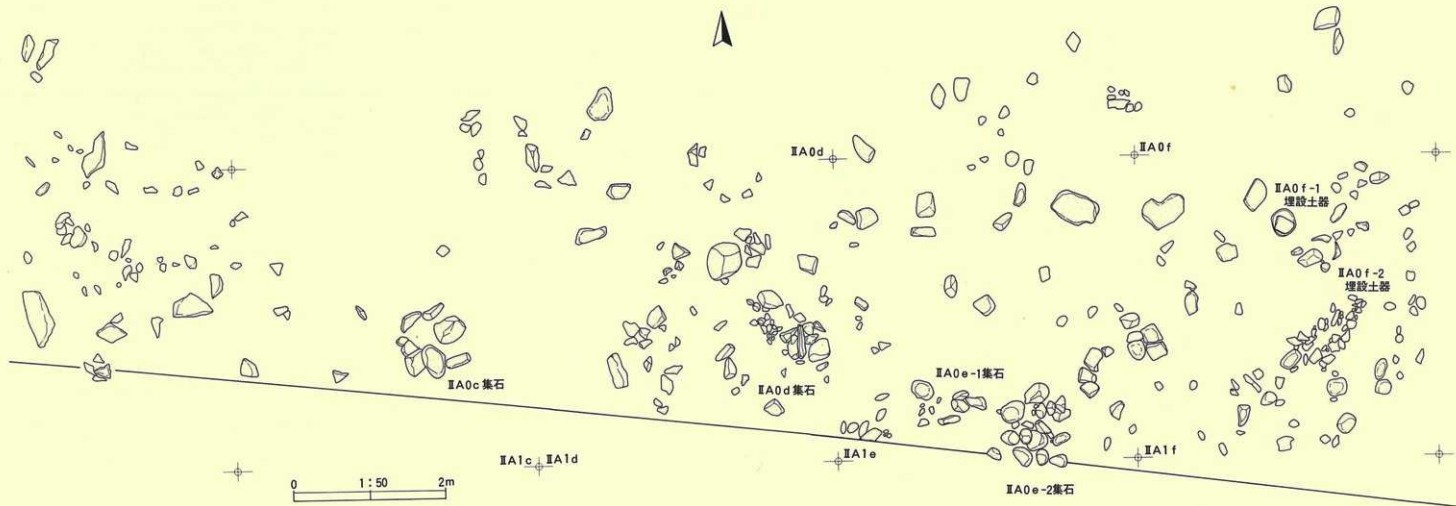 ⅡA0d
ⅡA0f
ⅡA0f-1
埋設土器
ⅡA0f-2
埋設土器
ⅡA0c集石
ⅡA0d集石
ⅡA0e-1集石
ⅡA1c
ⅡA1d
ⅡA1e
ⅡA1f
ⅡA0e-2集石
0 1:50 2m